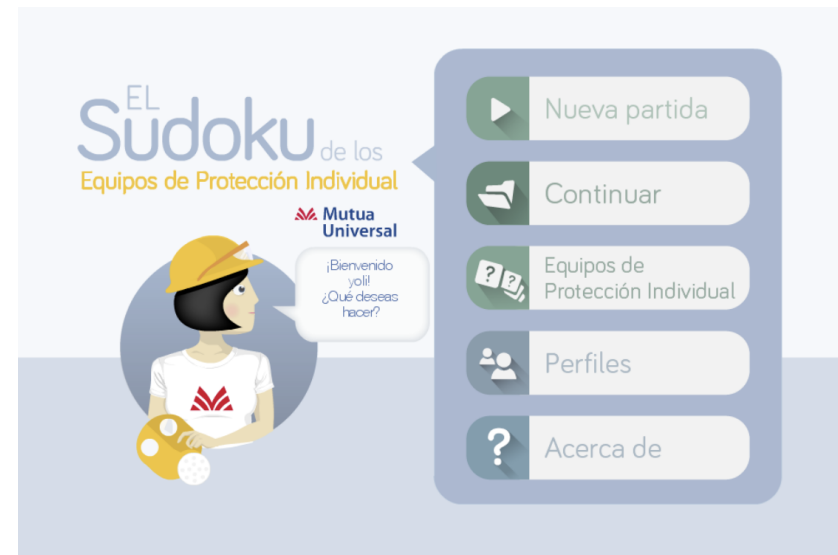 EL
Sudoku de los
Equipos de Protección Individual
Mutua
Universal
¡Bienvenido
yoli!
¿Qué deseas
hacer?
Nueva partida
Continuar
? ?
Equipos de
Protección Individual
Perfiles
?
Acerca de